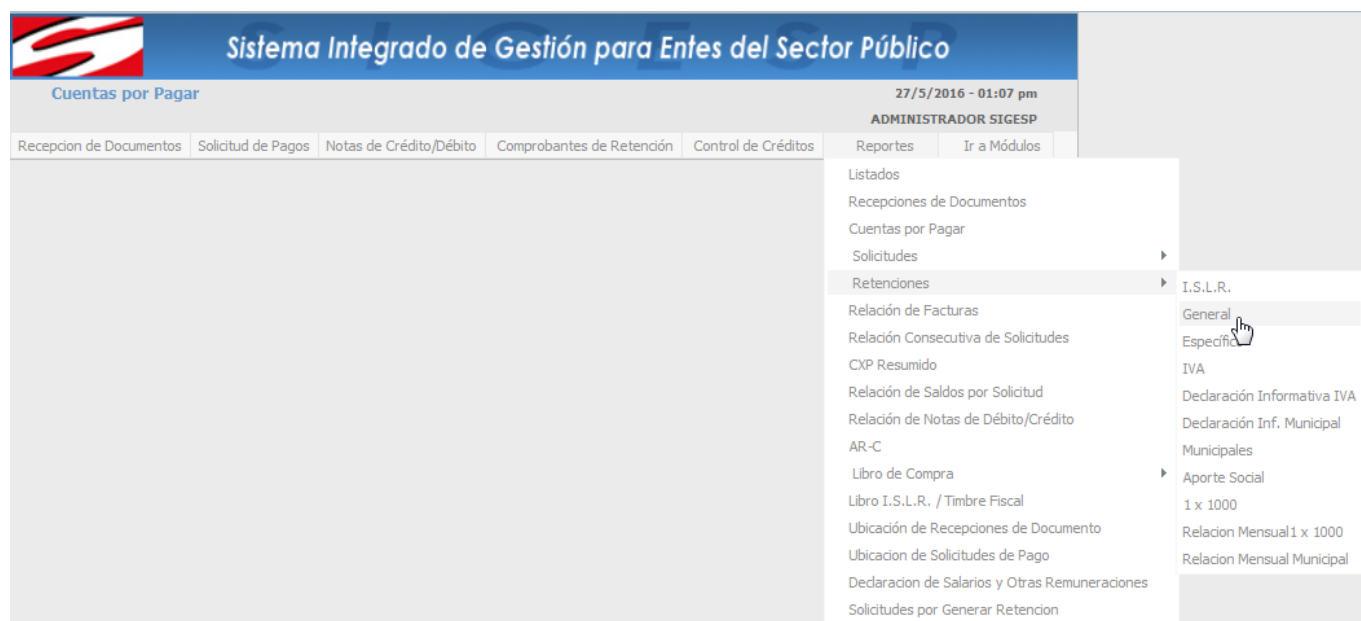 S I G E S P
Sistema Integrado de Gestión para Entes del Sector Público
Cuentas por Pagar
27/5/2016 - 01:07 pm
ADMINISTRADOR SIGESP
Recepcion de Documentos Solicitud de Pagos Notas de Crédito/Débito Comprobantes de Retención Control de Créditos Reportes Ir a Módulos
Listados
Recepciones de Documentos
Cuentas por Pagar
Solicitudes
Retenciones
Relación de Facturas
Relación Consecutiva de Solicitudes
CXP Resumido
Relación de Saldos por Solicitud
Relación de Notas de Débito/Crédito
AR-C
Libro de Compra
Libro I.S.L.R. / Timbre Fiscal
Ubicación de Recepciones de Documento
Ubicacion de Solicitudes de Pago
Declaracion de Salarios y Otras Remuneraciones
Solicitudes por Generar Retencion
I.S.L.R.
General
Específico
IVA
Declaración Informativa IVA
Declaración Inf. Municipal
Municipales
Aporte Social
1 x 1000
Relacion Mensual1 x 1000
Relacion Mensual Municipal